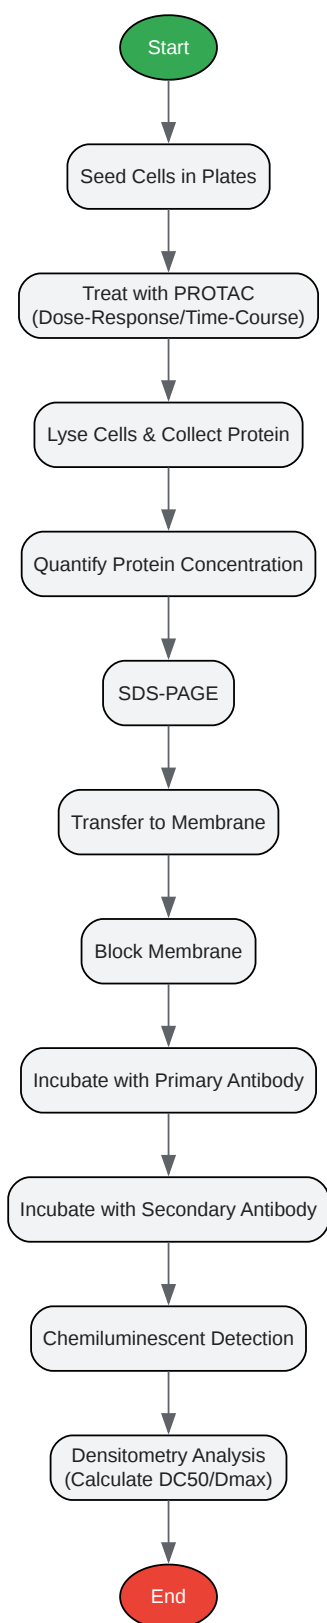 Start
Seed Cells in Plates
Treat with PROTAC
(Dose-Response/Time-Course)
Lyse Cells & Collect Protein
Quantify Protein Concentration
SDS-PAGE
Transfer to Membrane
Block Membrane
Incubate with Primary Antibody
Incubate with Secondary Antibody
Chemiluminescent Detection
Densitometry Analysis
(Calculate DC50/Dmax)
End